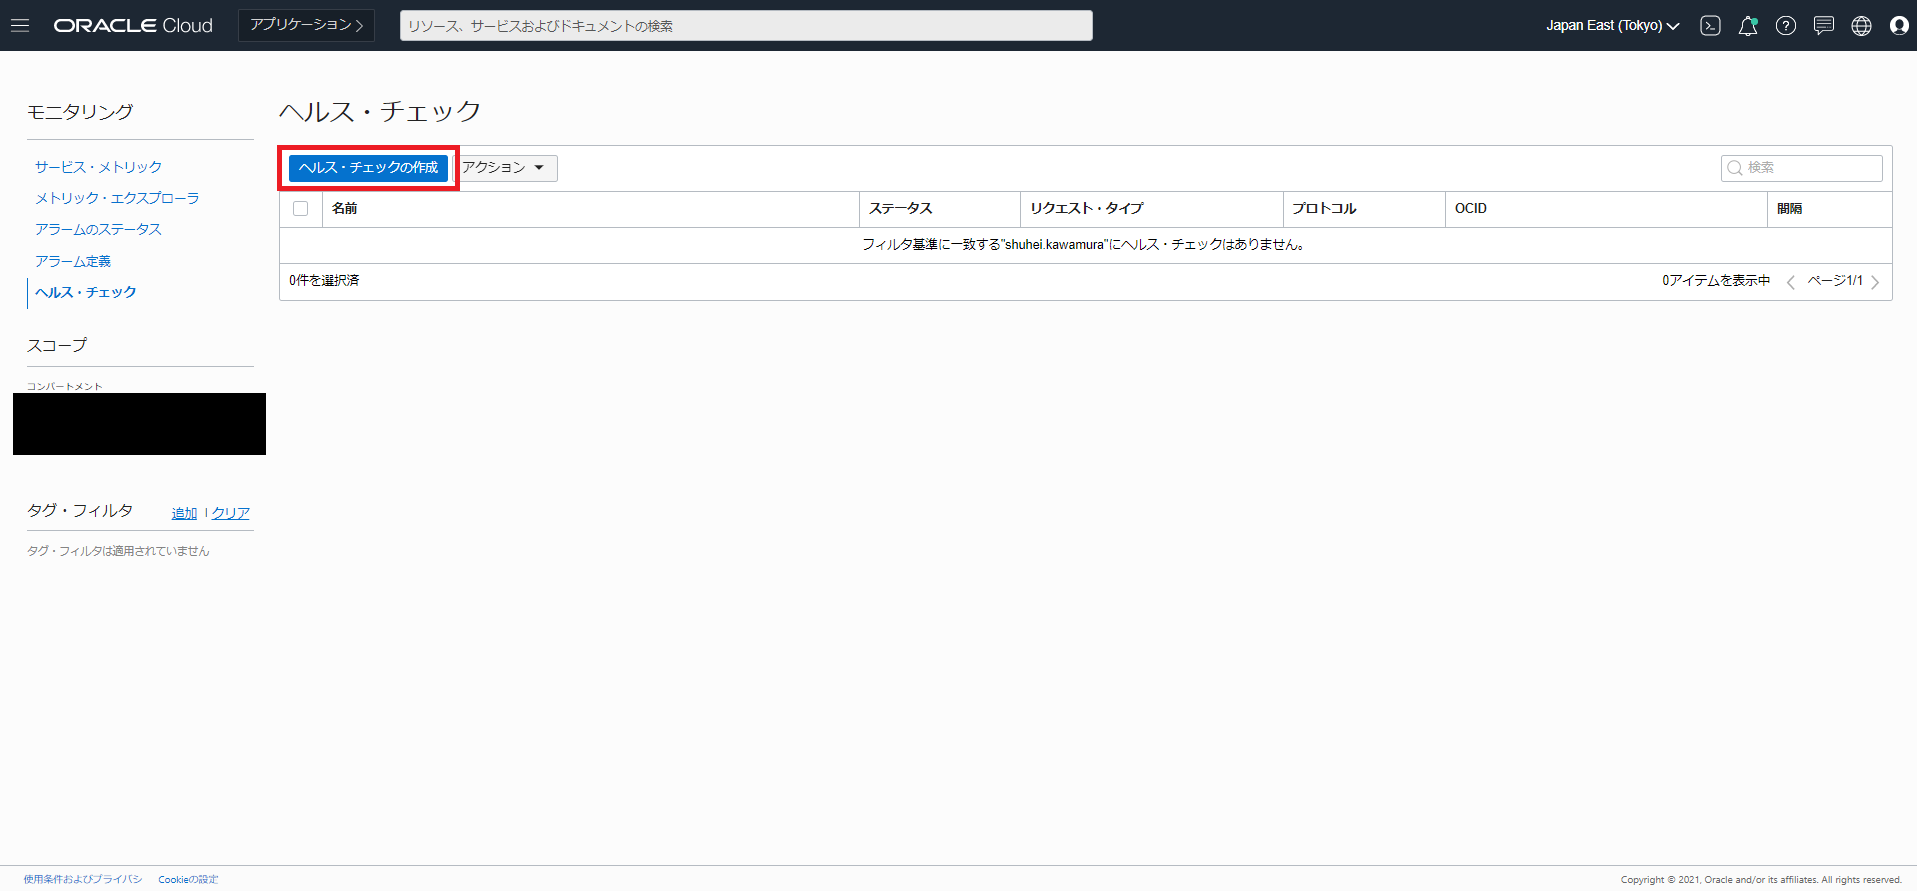 ORACLE Cloud
アプリケーション
リソース、サービスおよびドキュメントの検索
Japan East (Tokyo)
モニタリング
サービス・メトリック
メトリック・エクスプローラ
アラームのステータス
アラーム定義
ヘルス・チェック
スコープ
コンパートメント
タグ・フィルタ 追加 | クリア
タグ・フィルタは適用されていません
ヘルス・チェック
ヘルス・チェックの作成 アクション
検索
名前 ステータス リクエスト・タイプ プロトコル OCID 間隔
フィルタ基準に一致する"shuhei.kawamura"にヘルス・チェックはありません。
0件を選択済 0アイテムを表示中 ページ1/1
使用条件およびプライバシ Cookieの設定
Copyright © 2021, Oracle and/or its affiliates. All rights reserved.